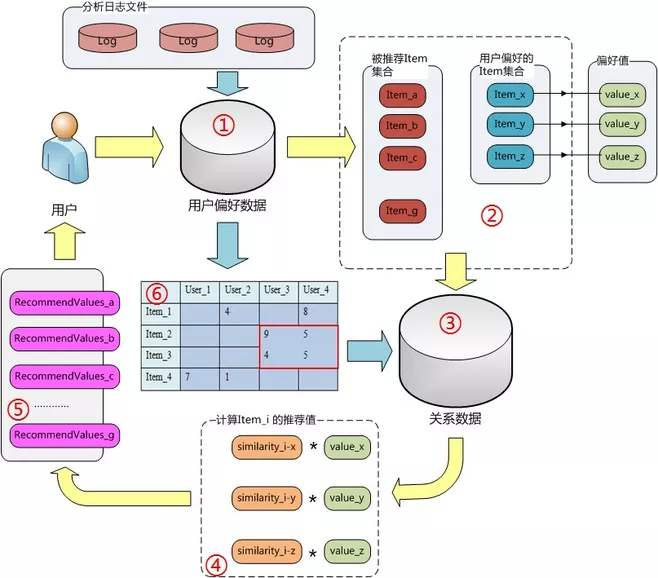 分析日志文件
Log
Log
Log
①
用户
用户偏好数据
被推荐Item
集合
Item_a
Item_b
Item_c
Item_g
用户偏好的
Item集合
Item_x
Item_y
Item_z
②
偏好值
value_x
value_y
value_z
⑥
User_1 User_2 User_3 User_4
Item_1 4 8
Item_2 9 5
Item_3 4 5
Item_4 7 1
③
关系数据
RecommendValues_a
RecommendValues_b
RecommendValues_c
⑤ …………
RecommendValues_g
计算Item_i 的推荐值
similarity_i-x * value_x
similarity_i-y * value_y
similarity_i-z * value_z
④